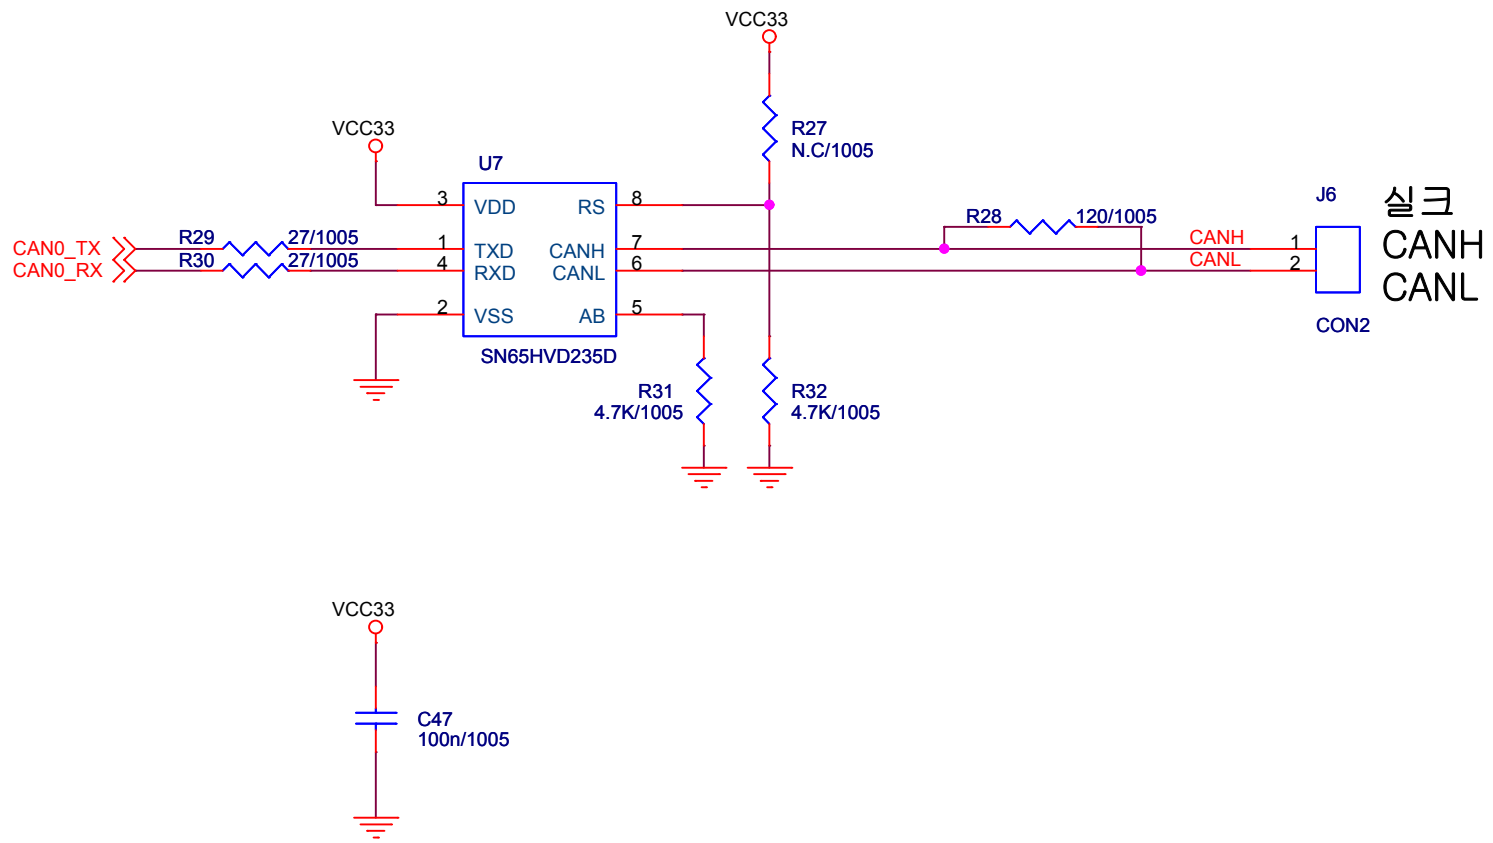 VCC33
R27
N.C/1005
VCC33
U7
3
VDD
RS
8
CAN0_TX
R29
27/1005
1
TXD
CANH
7
CAN0_RX
R30
27/1005
4
RXD
CANL
6
2
VSS
AB
5
SN65HVD235D
R28
120/1005
CANH
1
CANL
2
J6
CON2
실크
CANH
CANL
R31
4.7K/1005
R32
4.7K/1005
VCC33
C47
100n/1005